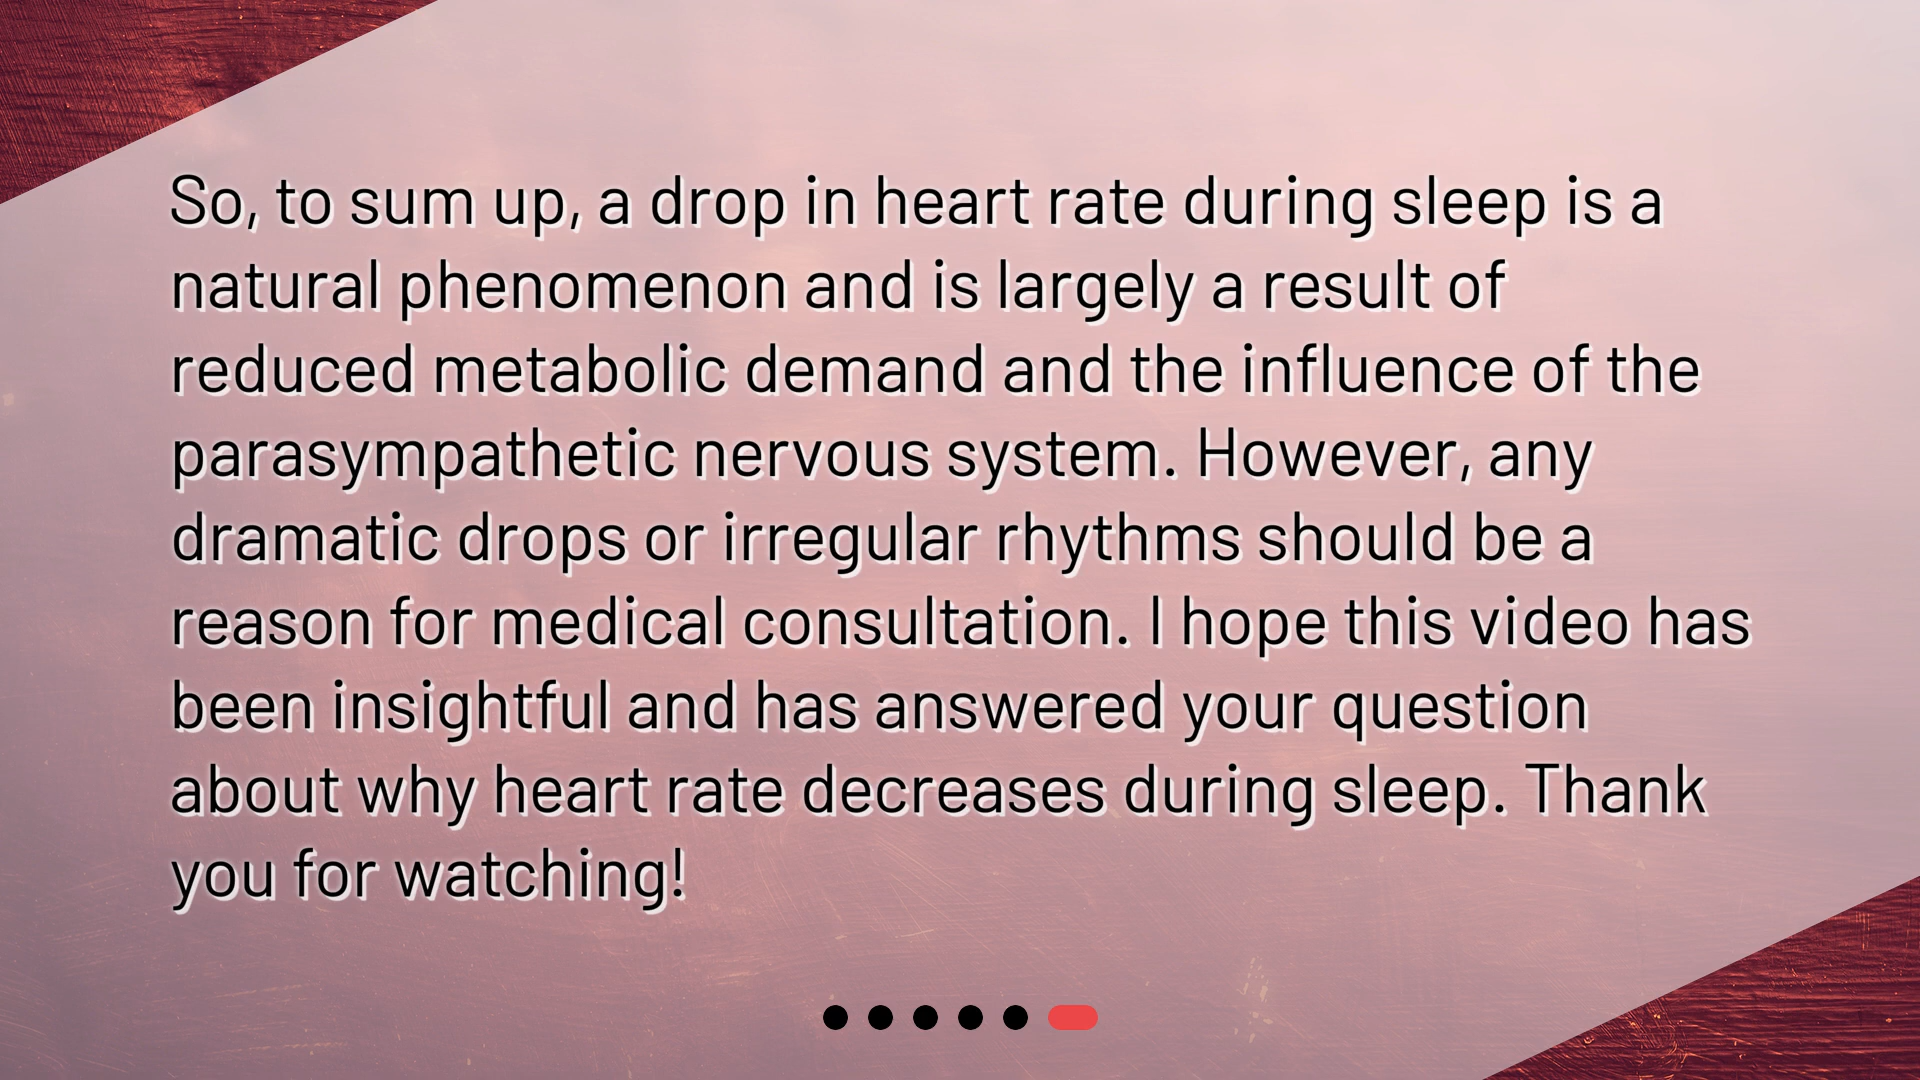 So, to sum up, a drop in heart rate during sleep is a
natural phenomenon and is largely a result of
reduced metabolic demand and the influence of the
parasympathetic nervous system. However, any
dramatic drops or irregular rhythms should be a
reason for medical consultation. I hope this video has
been insightful and has answered your question
about why heart rate decreases during sleep. Thank
you for watching!